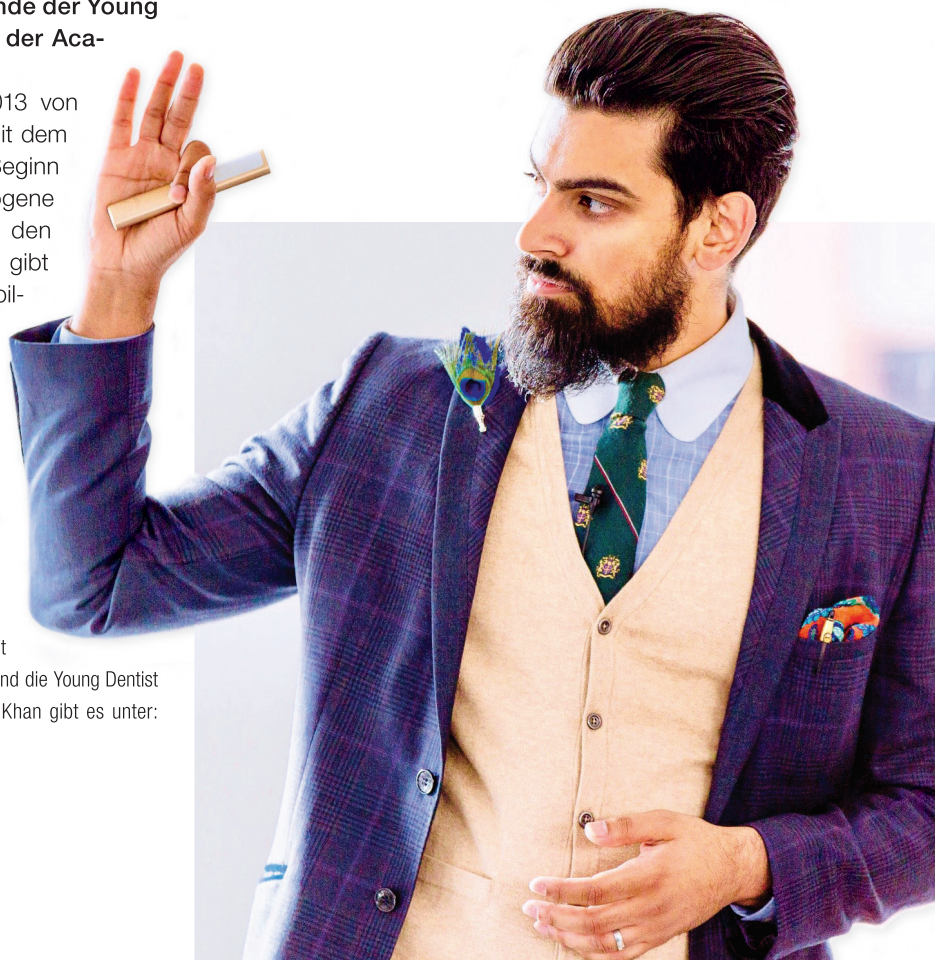 nde der Young
der Aca-
013 von
it dem
Beginn
ogene
den
gibt
bil-
t
nd die Young Dentist
Khan gibt es unter: